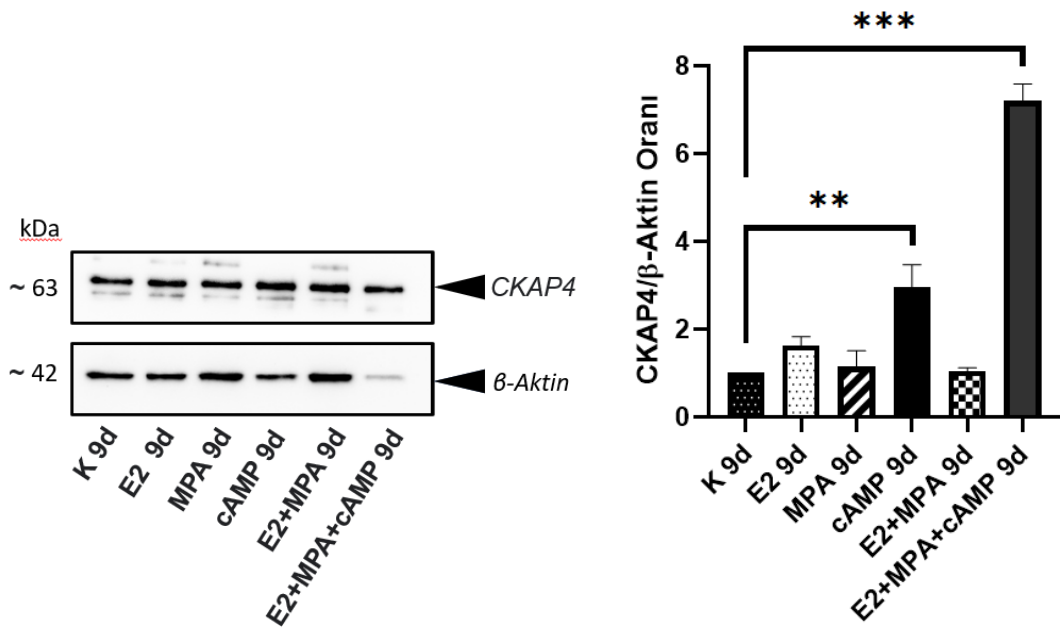 kDa
~ 63
CKAP4
~ 42
β-Aktin
K 9d
E2 9d
MPA 9d
cAMP 9d
E2+MPA 9d
E2+MPA+cAMP 9d
***
**
CKAP4/β-Aktin Oranı
8
6
4
2
0
K 9d
E2 9d
MPA 9d
cAMP 9d
E2+MPA 9d
E2+MPA+cAMP 9d